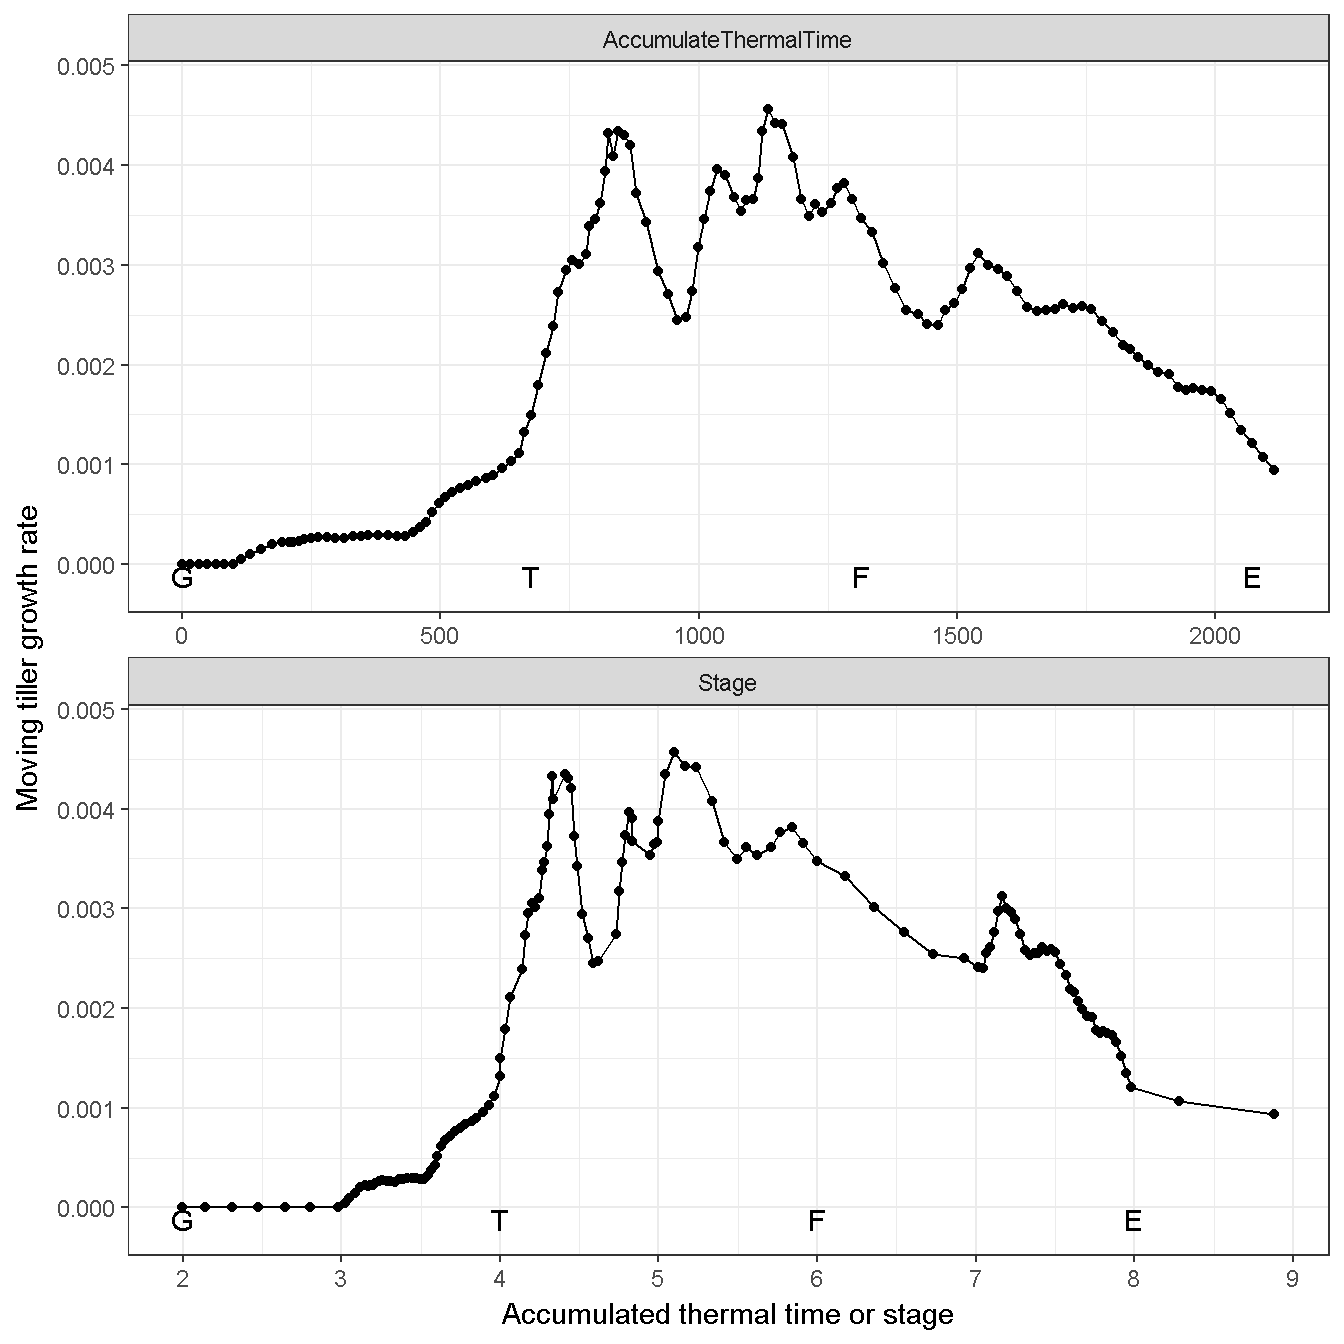 AccumulateThermalTime
0.005
0.004
0.003
0.002
0.001
0.000
G T F E
0 500 1000 1500 2000
Moving tiller growth rate
Stage
0.005
0.004
0.003
0.002
0.001
0.000
G T F E
2 3 4 5 6 7 8 9
Accumulated thermal time or stage